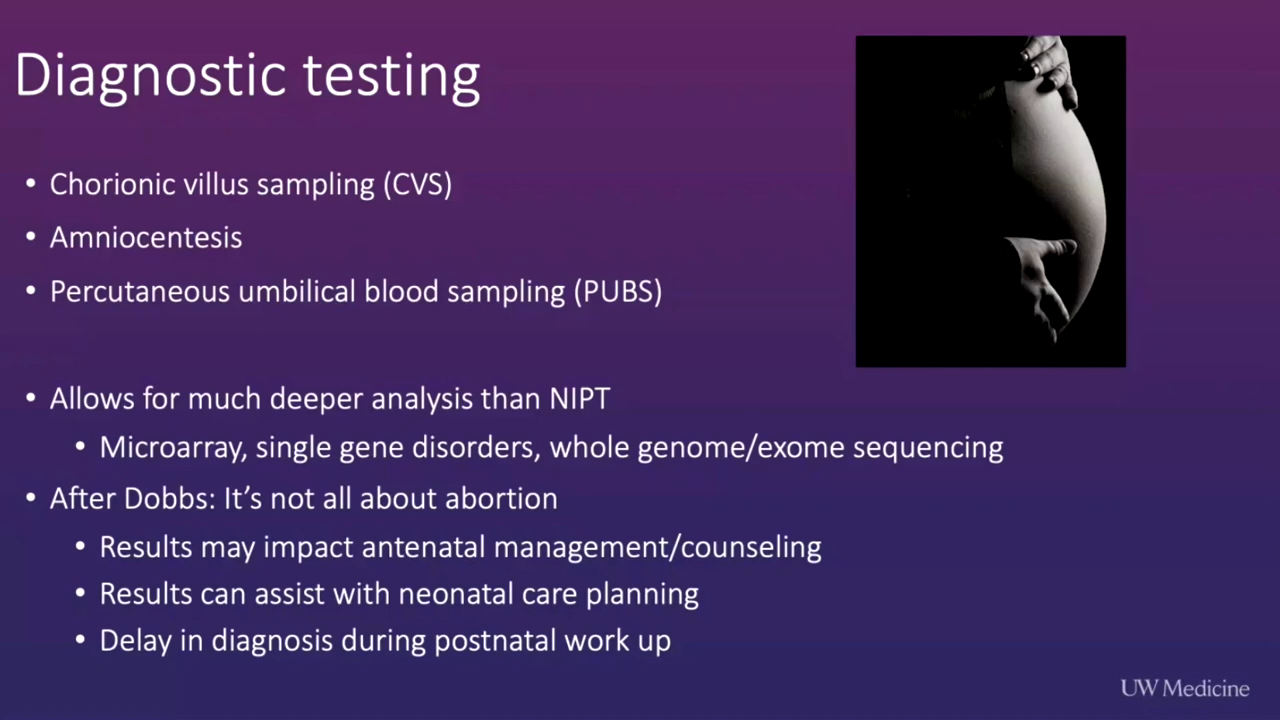 Diagnostic testing
• Chorionic villus sampling (CVS)
• Amniocentesis
• Percutaneous umbilical blood sampling (PUBS)
• Allows for much deeper analysis than NIPT
• Microarray, single gene disorders, whole genome/exome sequencing
• After Dobbs: It’s not all about abortion
• Results may impact antenatal management/counseling
• Results can assist with neonatal care planning
• Delay in diagnosis during postnatal work up
UW Medicine